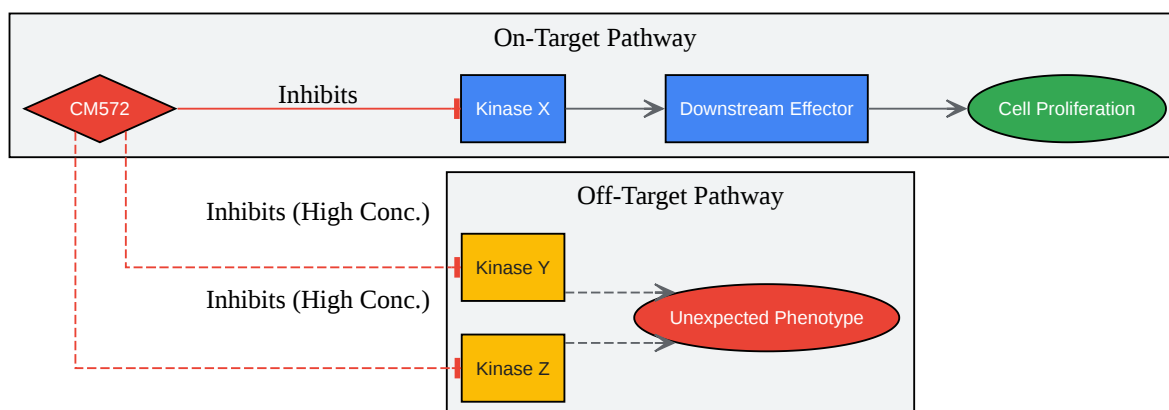 On-Target Pathway
CM572
Inhibits
Kinase X
Downstream Effector
Cell Proliferation
Off-Target Pathway
Inhibits (High Conc.)
Kinase Y
Inhibits (High Conc.)
Unexpected Phenotype
Kinase Z